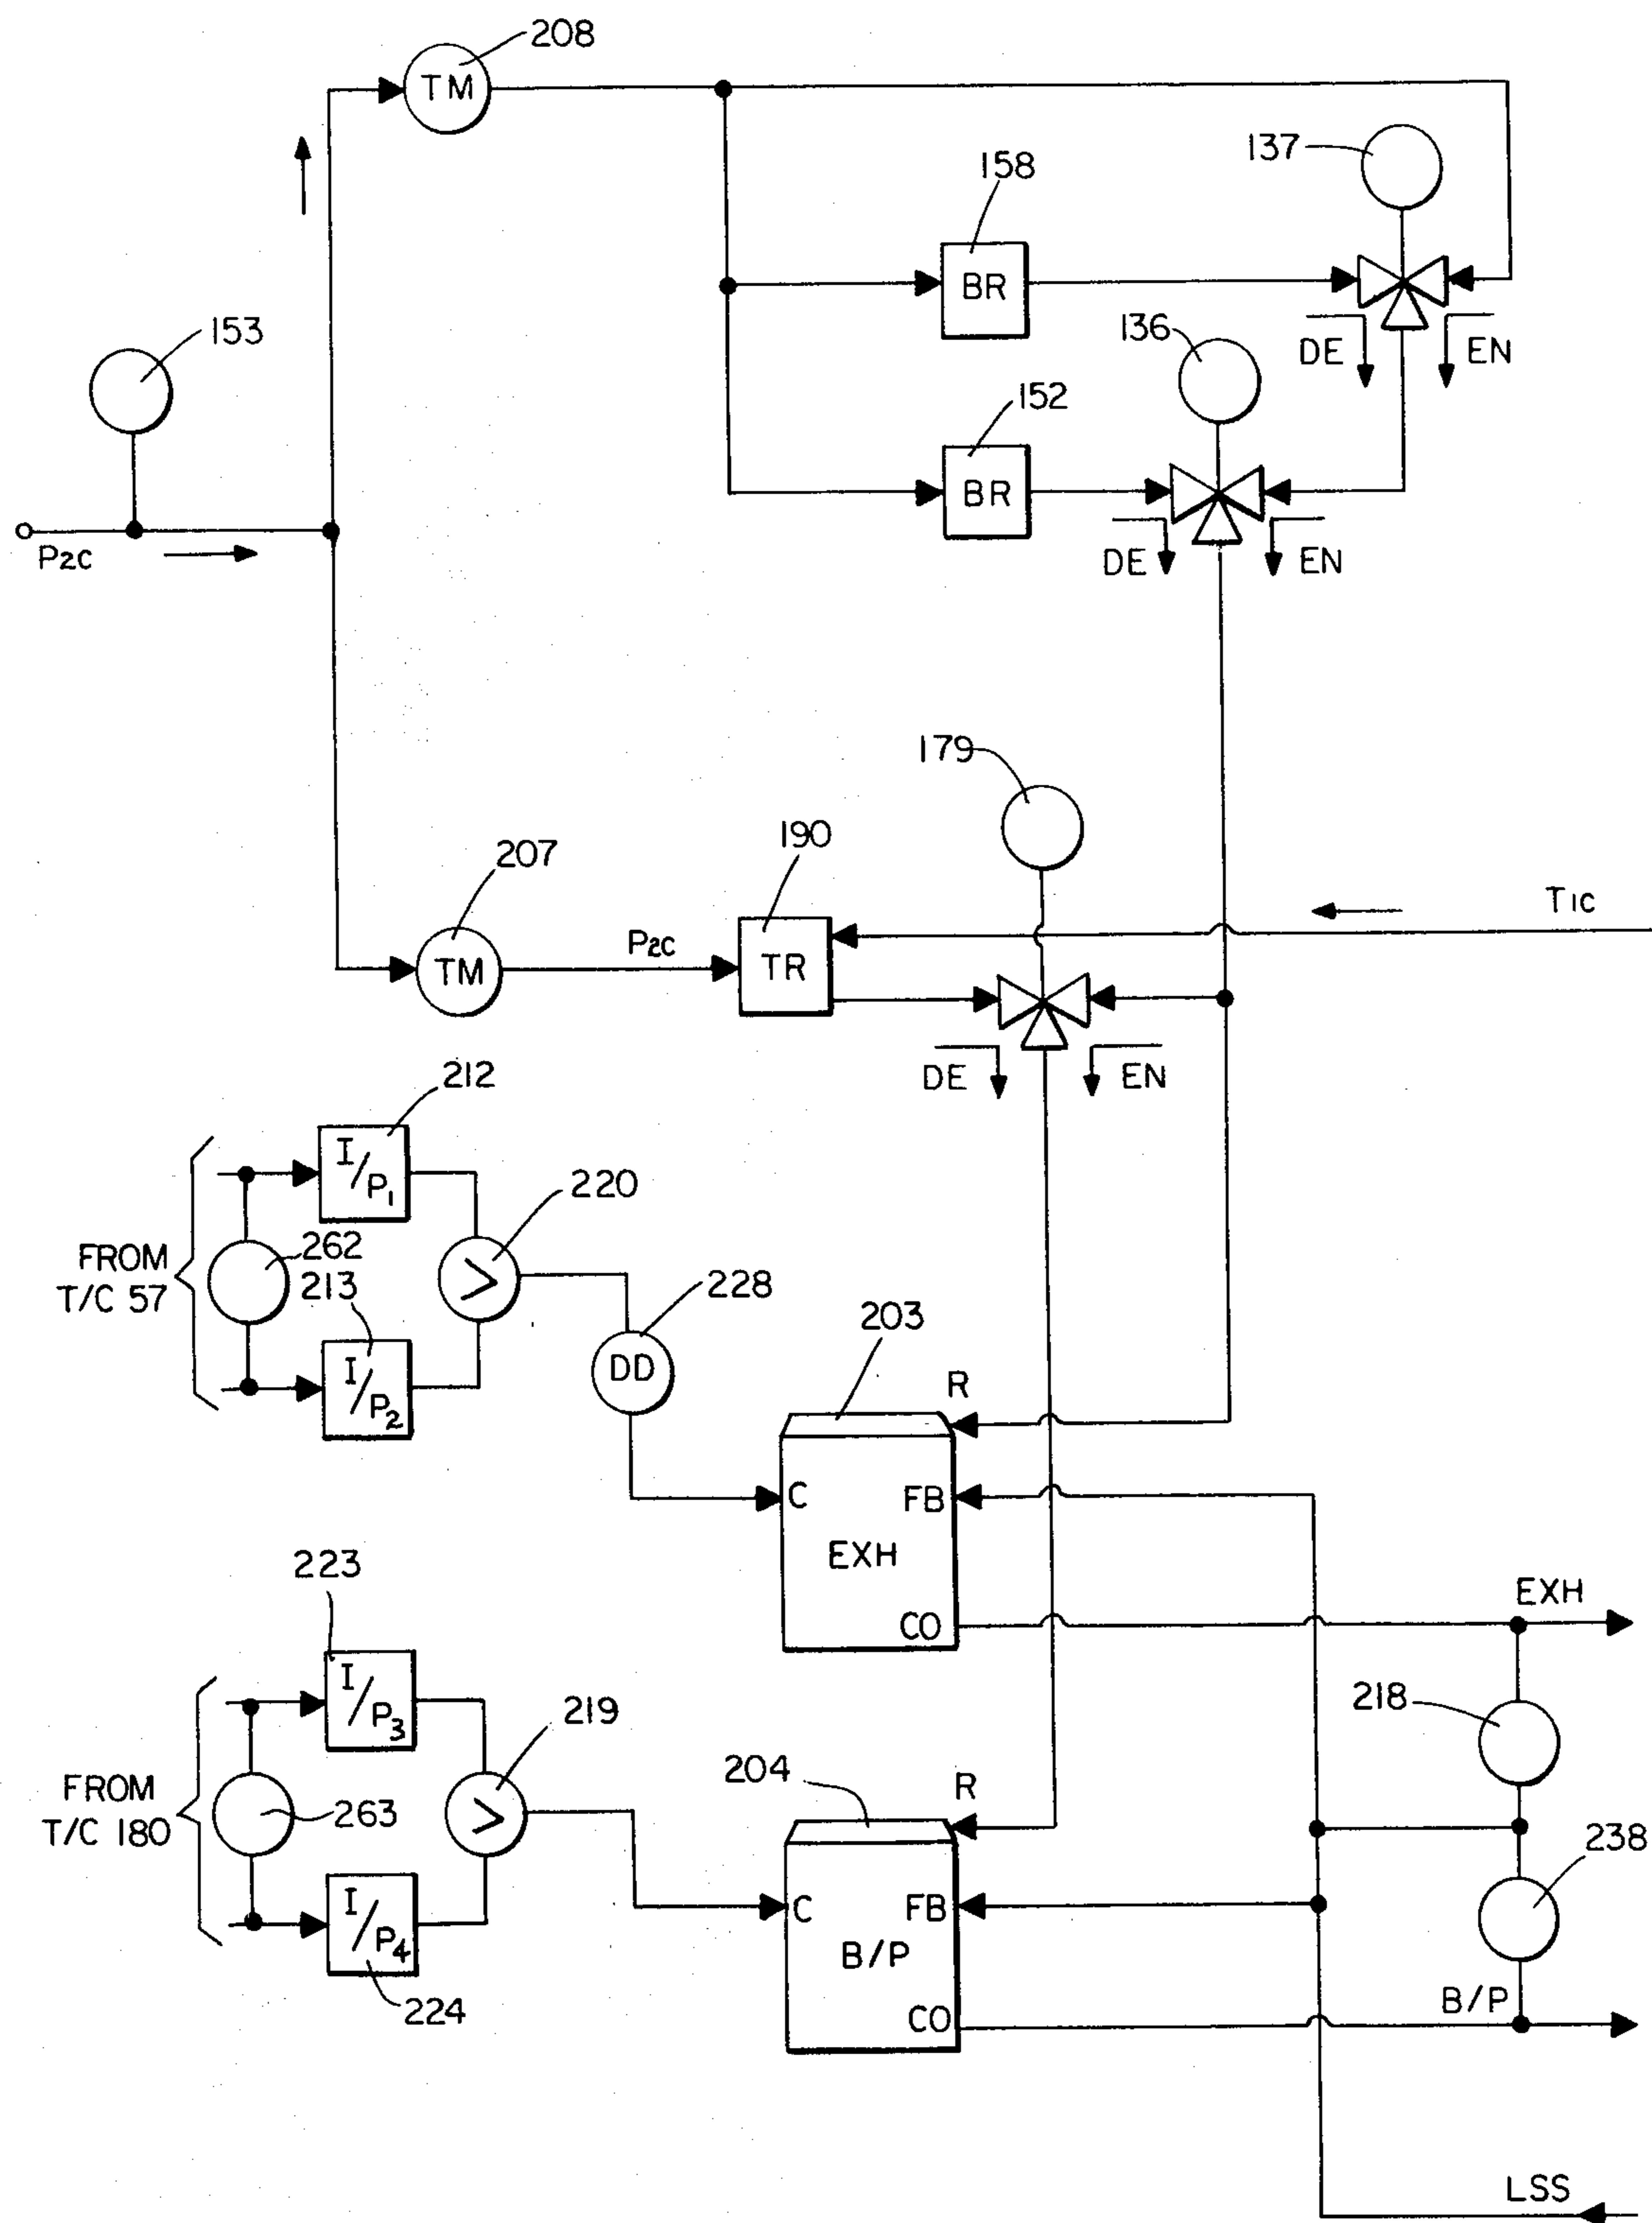 208
TM
137
158
BR
DE
EN
153
136
152
BR
P2C
DE
EN
179
190
207
T1C
P2C
TM
TR
212
DE
EN
I/P1
220
262
FROM
T/C 57
213
>
228
203
I/P2
DD
R
C
FB
EXH
223
CO
EXH
I/P3
218
219
204
R
FROM
T/C 180
263
>
238
C
FB
I/P4
B/P
224
CO
B/P
LSS